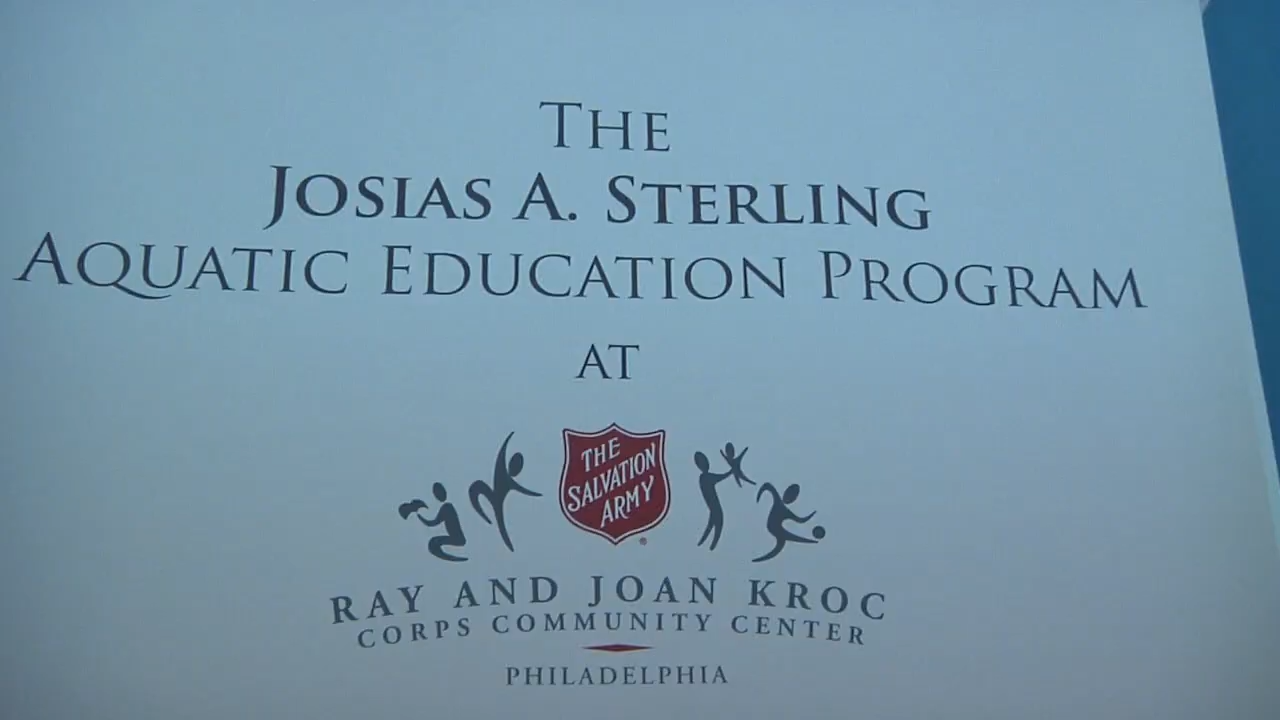 THE
JOSIAS A. STERLING
AQUATIC EDUCATION PROGRAM
AT
THE
SALVATION
ARMY
RAY AND JOAN KROC
CORPS COMMUNITY CENTER
PHILADELPHIA